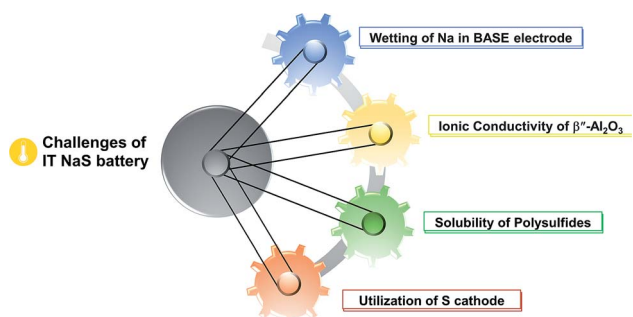 Wetting of Na in BASE electrode
Challenges of
IT NaS battery
Ionic Conductivity of β″-Al₂O₃
Solubility of Polysulfides
Utilization of S cathode